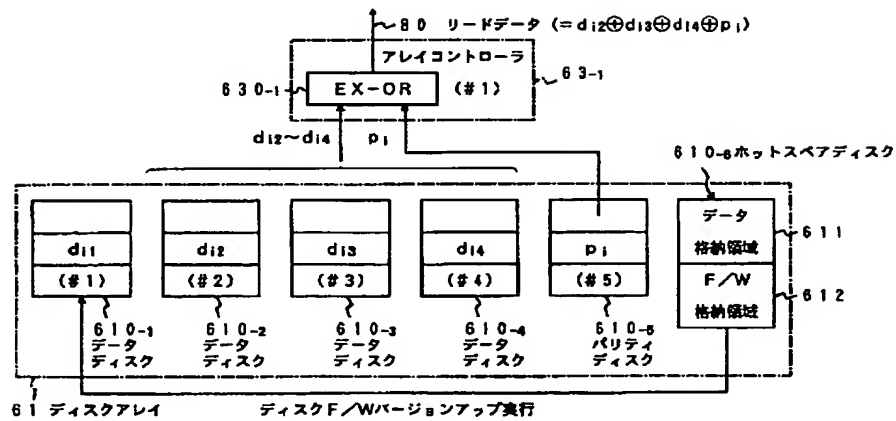 80 リードデータ (=di2⊕di3⊕di4⊕pi)
アレイコントローラ
630-1 EX-OR (#1) 63-1
di2~di4 pi
610-6ホットスペアディスク
データ
di1 di2 di3 di4 pi 格納領域 611
(#1) (#2) (#3) (#4) (#5) F/W
格納領域 612
610-1 610-2 610-3 610-4 610-5
データ データ データ データ パリティ
ディスク ディスク ディスク ディスク ディスク
61 ディスクアレイ ディスクF/Wバージョンアップ実行